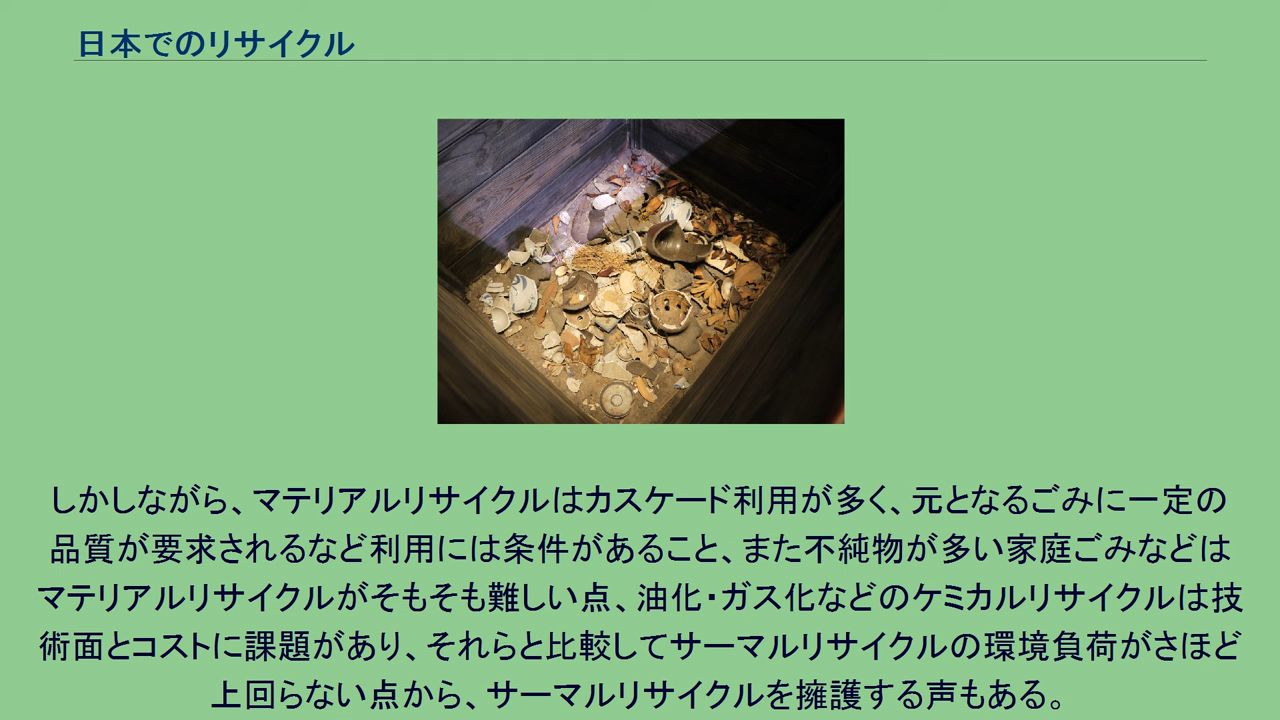 日本でのリサイクル
しかしながら、マテリアルリサイクルはカスケード利用が多く、元となるごみに一定の
品質が要求されるなど利用には条件があること、また不純物が多い家庭ごみなどは
マテリアルリサイクルがそもそも難しい点、油化・ガス化などのケミカルリサイクルは技
術面とコストに課題があり、それらと比較してサーマルリサイクルの環境負荷がさほど
上回らない点から、サーマルリサイクルを擁護する声もある。